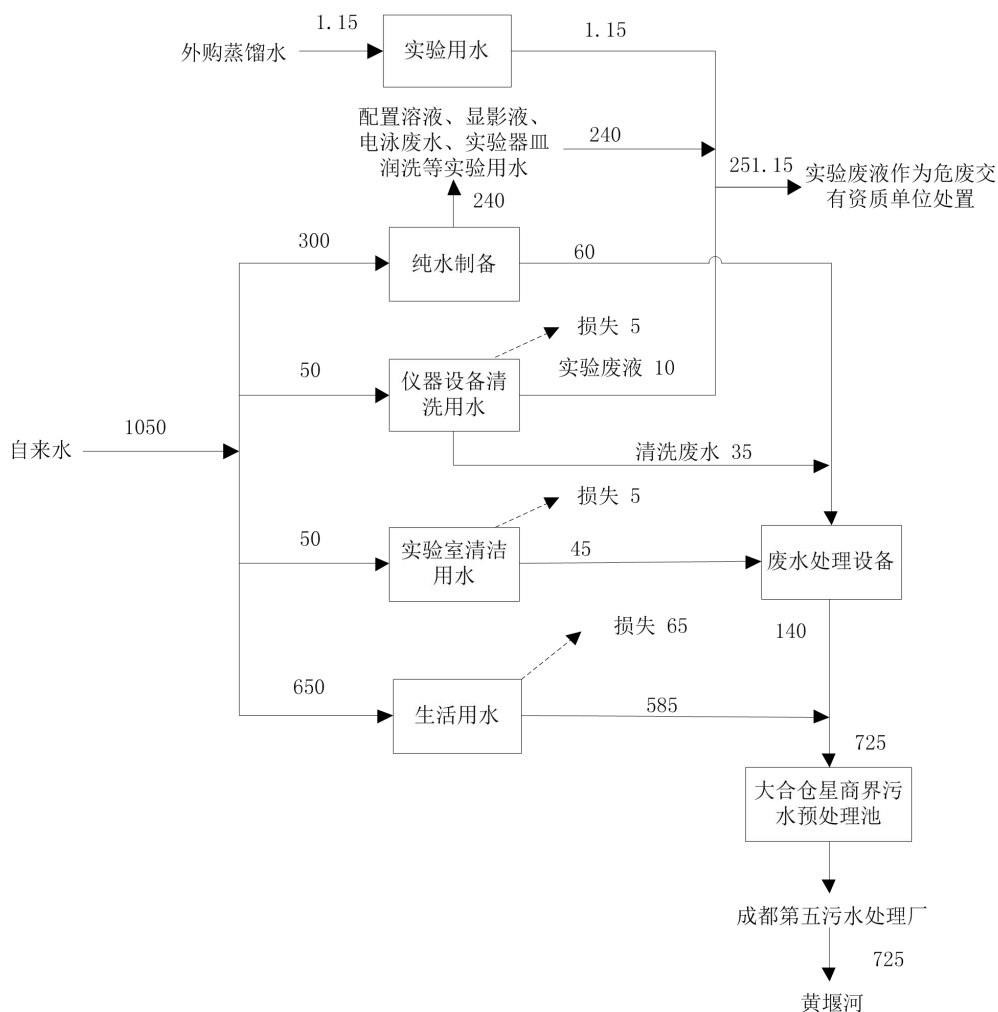 1.15
1.15
外购蒸馏水
实验用水
配置溶液、显影液、
电泳废水、实验器皿
润洗等实验用水
240
251.15
实验废液作为危废交
有资质单位处置
240
300
纯水制备
60
损失 5
50
仪器设备清
洗用水
实验废液 10
1050
自来水
清洗废水 35
损失 5
50
实验室清洁
用水
45
废水处理设备
损失 65
140
650
生活用水
585
725
大合仓星商界污
水预处理池
成都第五污水处理厂
725
黄堰河